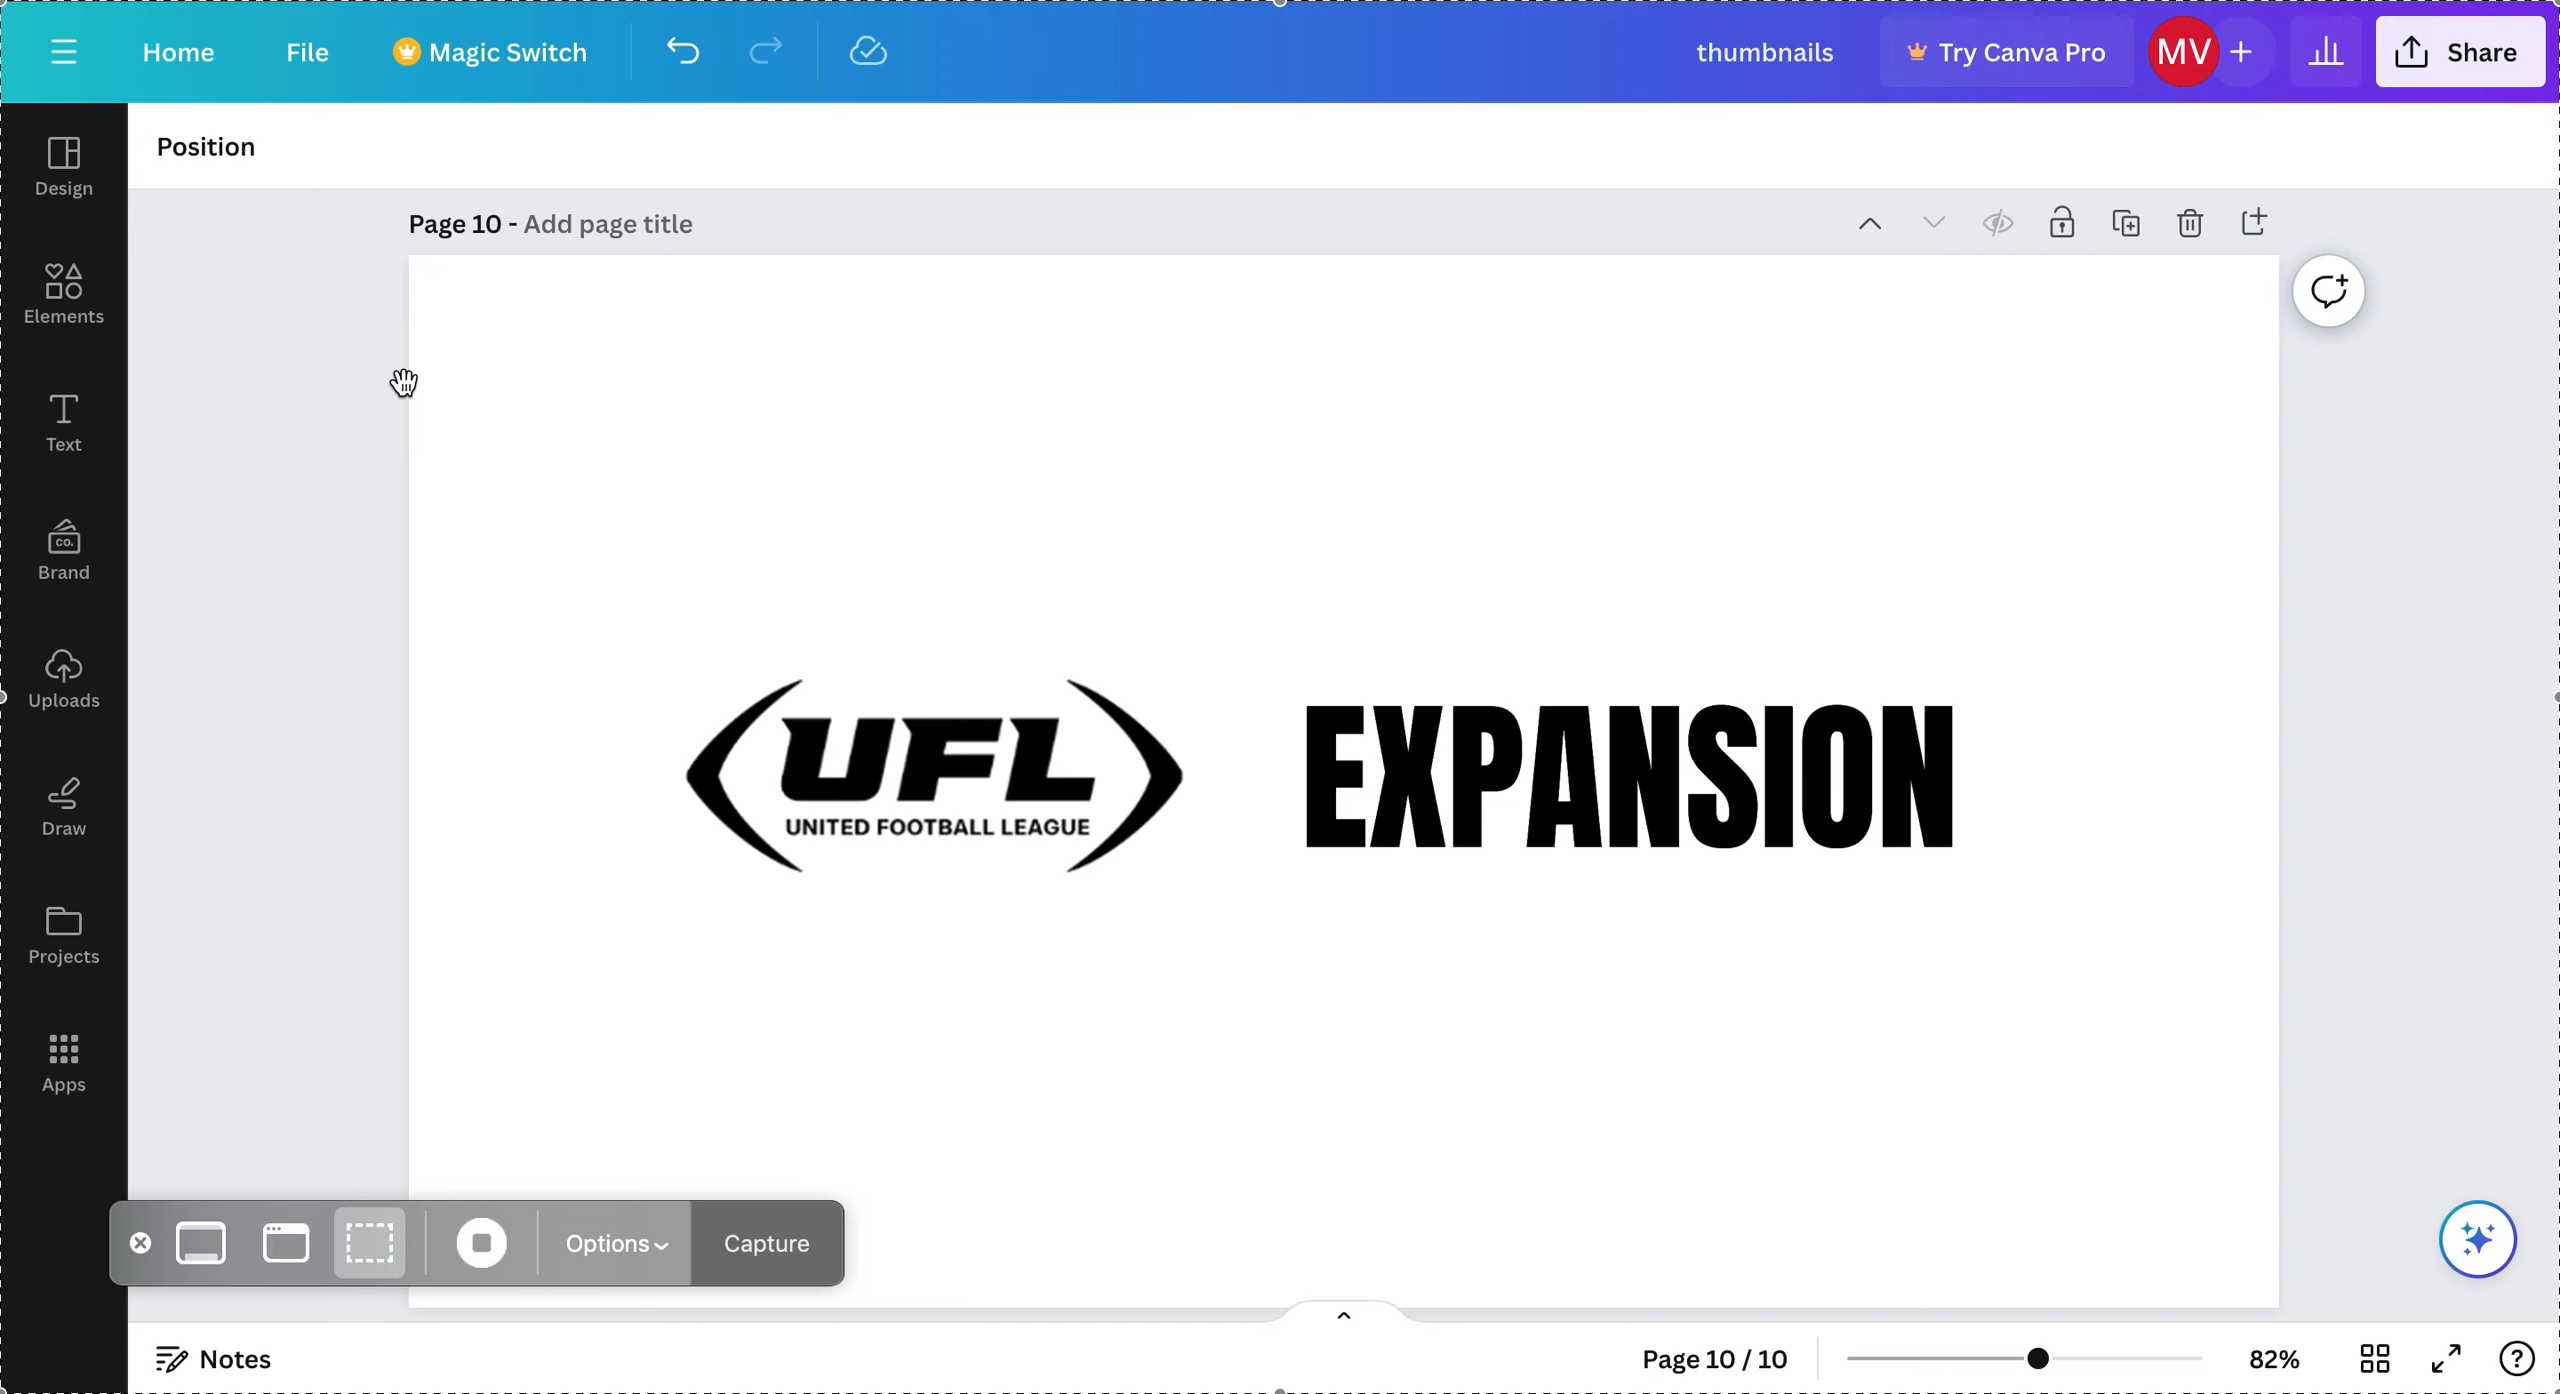 Home File Magic Switch thumbnails Try Canva Pro MV Share
Position
Design
Page 10 - Add page title
Elements
Text
CO.
Brand
Uploads
UFL EXPANSION
UNITED FOOTBALL LEAGUE
Draw
Projects
Apps
Options Capture
Notes Page 10 / 10 82%